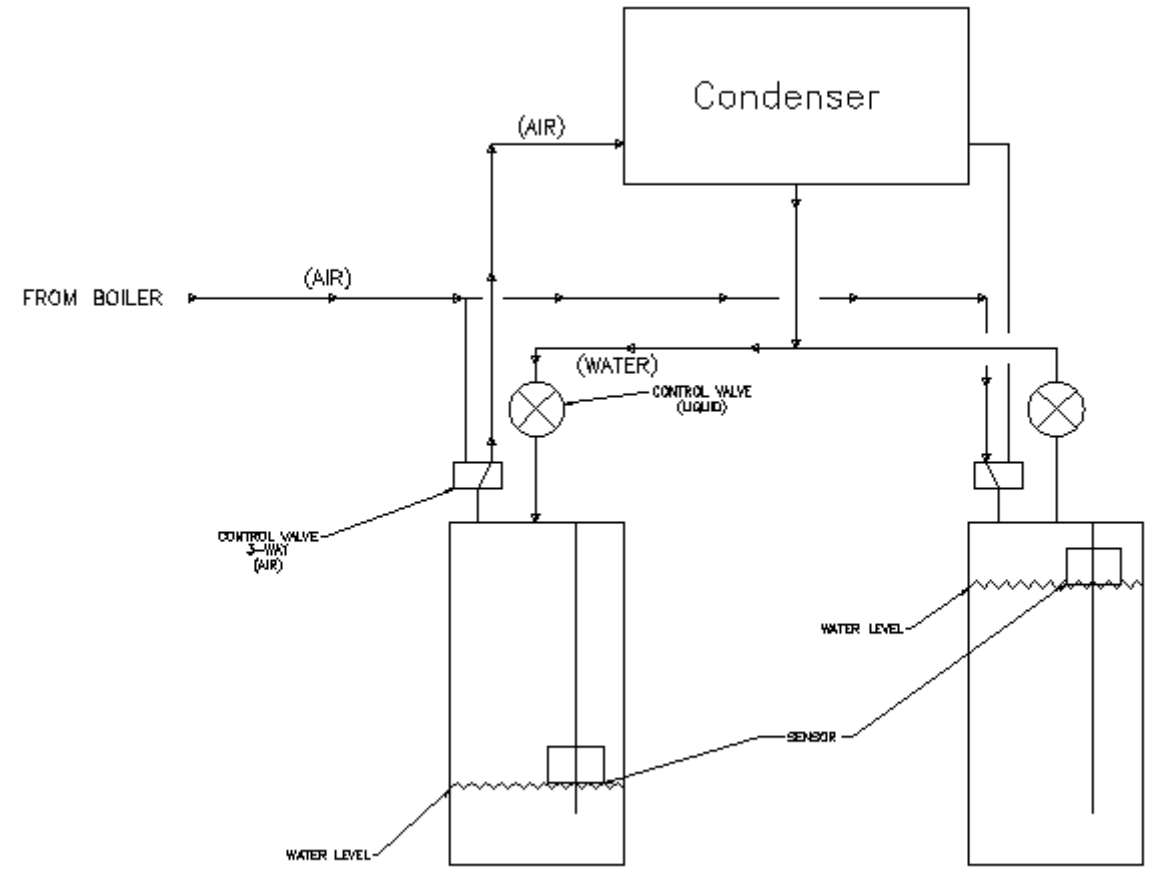 Condenser
(AIR)
(AIR)
FROM BOILER
(WATER)
CONTROL VALVE
(LIQUID)
CONTROL VALVE
3-WAY
(AIR)
WATER LEVEL
SENSOR
WATER LEVEL